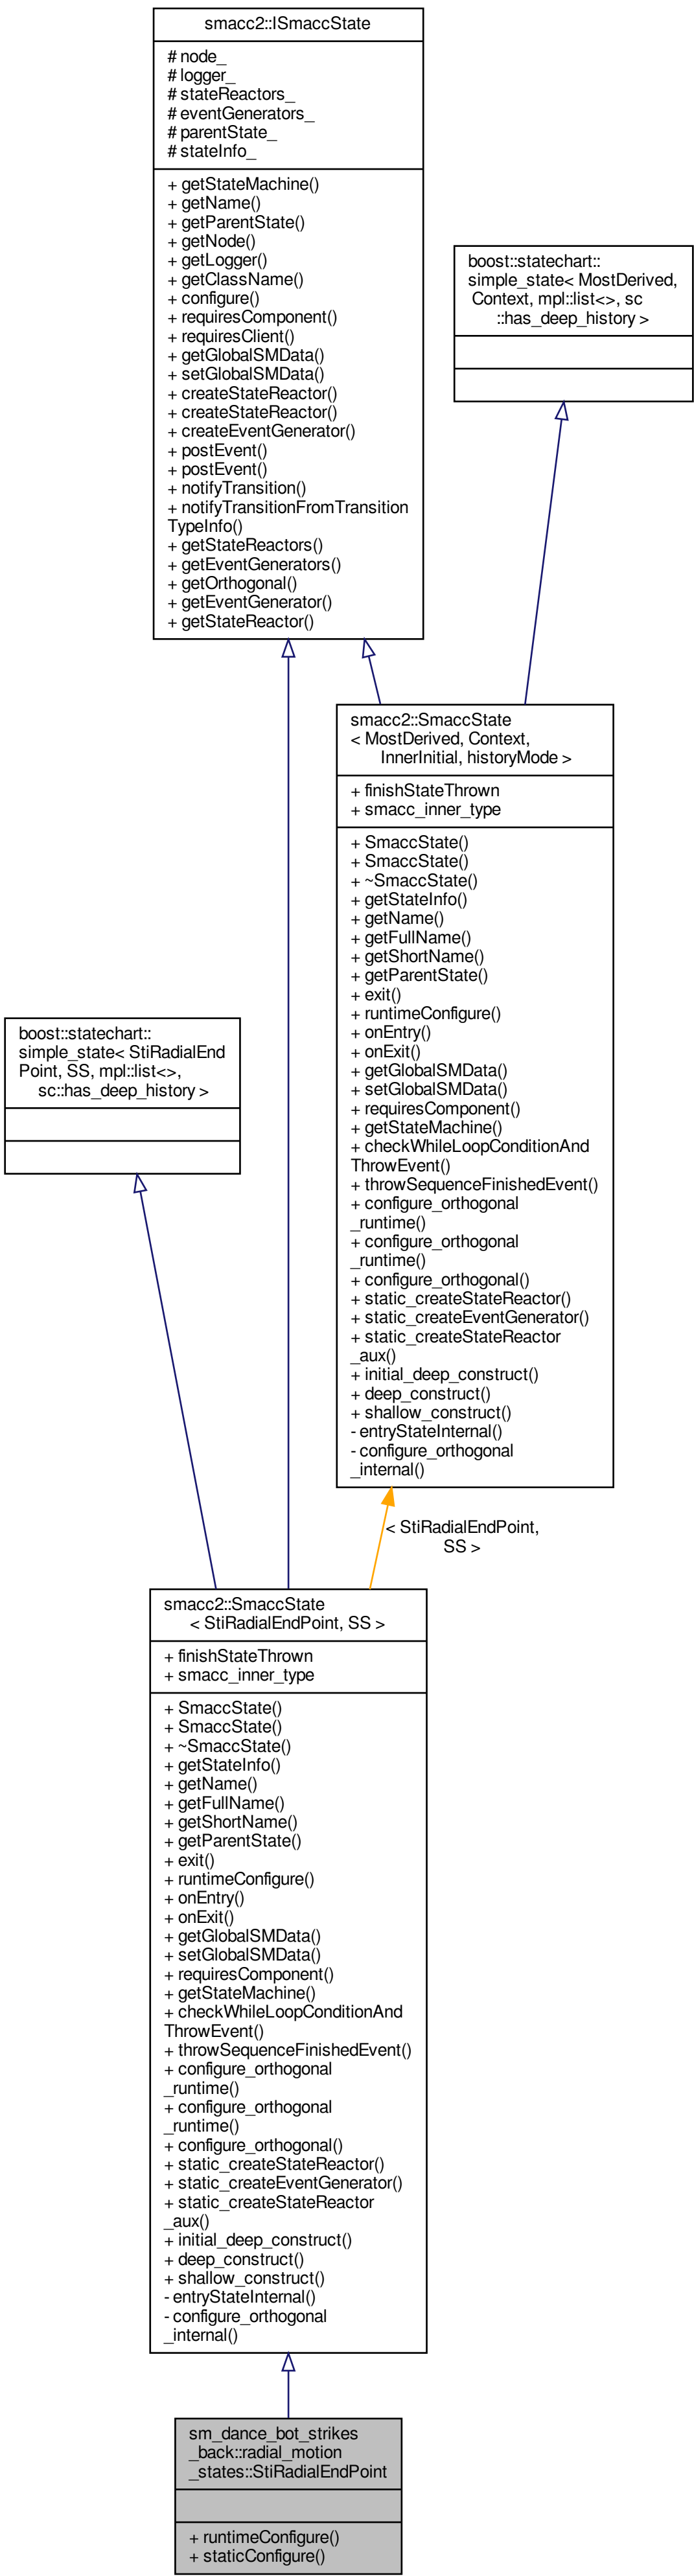 smacc2::ISmaccState
# node_
# logger_
# stateReactors_
# eventGenerators_
# parentState_
# stateInfo_
+ getStateMachine()
+ getName()
+ getParentState()
+ getNode()
+ getLogger()
+ getClassName()
+ configure()
+ requiresComponent()
+ requiresClient()
+ getGlobalSMData()
+ setGlobalSMData()
+ createStateReactor()
+ createStateReactor()
+ createEventGenerator()
+ postEvent()
+ postEvent()
+ notifyTransition()
+ notifyTransitionFromTransition
TypeInfo()
+ getStateReactors()
+ getEventGenerators()
+ getOrthogonal()
+ getEventGenerator()
+ getStateReactor()
boost::statechart::
simple_state< MostDerived,
Context, mpl::list<>, sc
::has_deep_history >
smacc2::SmaccState
< MostDerived, Context,
InnerInitial, historyMode >
+ finishStateThrown
+ smacc_inner_type
+ SmaccState()
+ SmaccState()
+ ~SmaccState()
+ getStateInfo()
+ getName()
+ getFullName()
+ getShortName()
+ getParentState()
+ exit()
+ runtimeConfigure()
+ onEntry()
+ onExit()
+ getGlobalSMData()
+ setGlobalSMData()
+ requiresComponent()
+ getStateMachine()
+ checkWhileLoopConditionAnd
ThrowEvent()
+ throwSequenceFinishedEvent()
+ configure_orthogonal
_runtime()
+ configure_orthogonal
_runtime()
+ configure_orthogonal()
+ static_createStateReactor()
+ static_createEventGenerator()
+ static_createStateReactor
_aux()
+ initial_deep_construct()
+ deep_construct()
+ shallow_construct()
- entryStateInternal()
- configure_orthogonal
_internal()
boost::statechart::
simple_state< StiRadialEnd
Point, SS, mpl::list<>,
sc::has_deep_history >
< StiRadialEndPoint,
SS >
smacc2::SmaccState
< StiRadialEndPoint, SS >
+ finishStateThrown
+ smacc_inner_type
+ SmaccState()
+ SmaccState()
+ ~SmaccState()
+ getStateInfo()
+ getName()
+ getFullName()
+ getShortName()
+ getParentState()
+ exit()
+ runtimeConfigure()
+ onEntry()
+ onExit()
+ getGlobalSMData()
+ setGlobalSMData()
+ requiresComponent()
+ getStateMachine()
+ checkWhileLoopConditionAnd
ThrowEvent()
+ throwSequenceFinishedEvent()
+ configure_orthogonal
_runtime()
+ configure_orthogonal
_runtime()
+ configure_orthogonal()
+ static_createStateReactor()
+ static_createEventGenerator()
+ static_createStateReactor
_aux()
+ initial_deep_construct()
+ deep_construct()
+ shallow_construct()
- entryStateInternal()
- configure_orthogonal
_internal()
sm_dance_bot_strikes
_back::radial_motion
_states::StiRadialEndPoint
+ runtimeConfigure()
+ staticConfigure()